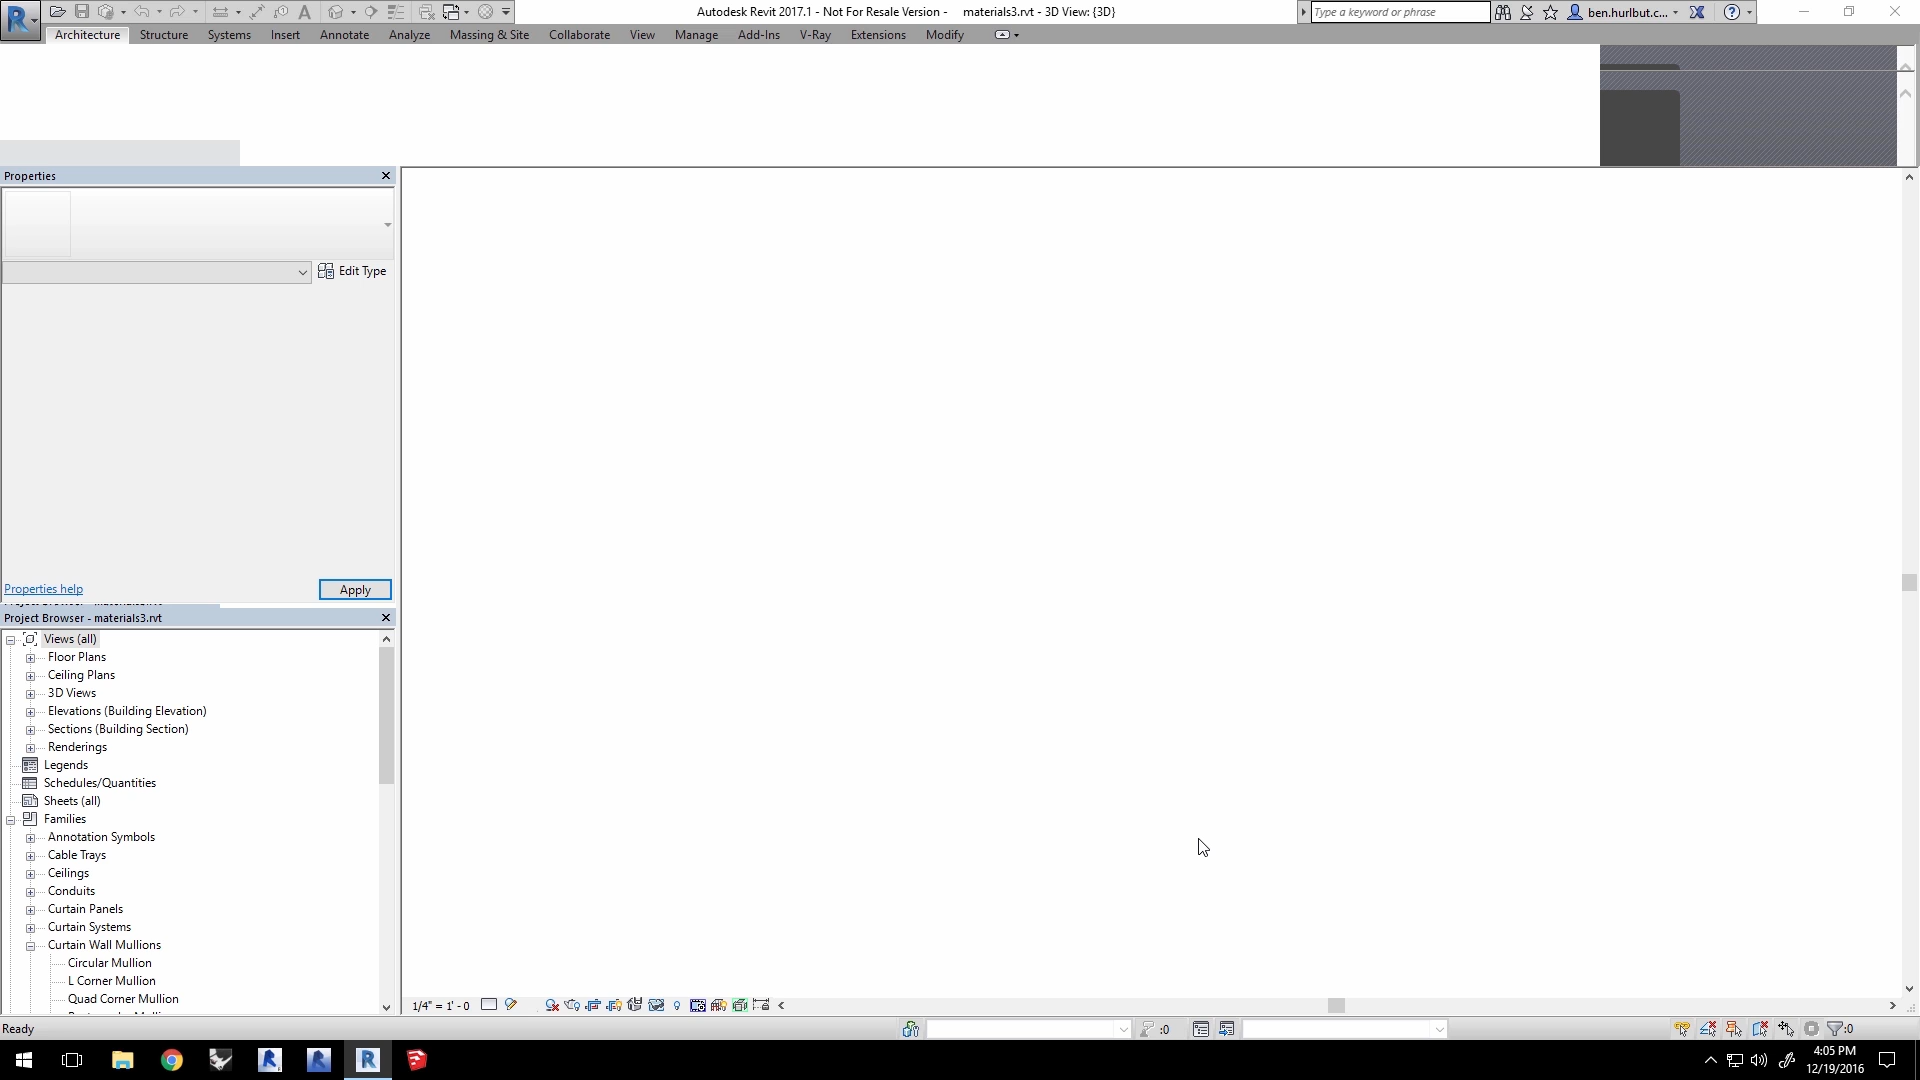 Autodesk Revit 2017.1 - Not For Resale Version - materials3.rvt - 3D View: {3D}
Type a keyword or phrase
ben.hurlbut.c...
Architecture Structure Systems Insert Annotate Analyze Massing & Site Collaborate View Manage Add-Ins V-Ray Extensions Modify
Properties
Edit Type
Properties help
Apply
Project Browser - materials3.rvt
Views (all)
Floor Plans
Ceiling Plans
3D Views
Elevations (Building Elevation)
Sections (Building Section)
Renderings
Legends
Schedules/Quantities
Sheets (all)
Families
Annotation Symbols
Cable Trays
Ceilings
Conduits
Curtain Panels
Curtain Systems
Curtain Wall Mullions
Circular Mullion
L Corner Mullion
Quad Corner Mullion
1/4" = 1' - 0
Ready
:0
:0
4:05 PM
12/19/2016